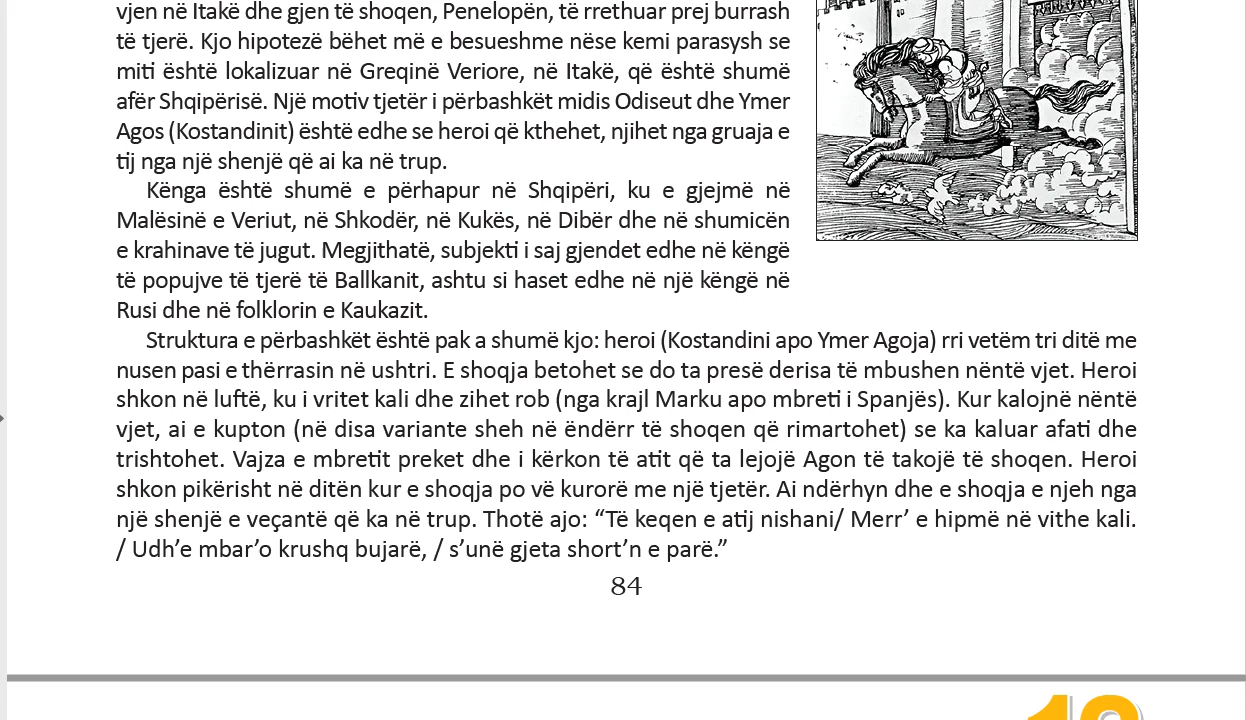 vjen në Itakë dhe gjen të shoqen, Penelopën, të rrethuar prej burrash
të tjerë. Kjo hipotezë bëhet më e besueshme nëse kemi parasysh se
miti është lokalizuar në Greqinë Veriore, në Itakë, që është shumë
afër Shqipërisë. Një motiv tjetër i përbashkët midis Odiseut dhe Ymer
Agos (Kostandinit) është edhe se heroi që kthehet, njihet nga gruaja e
tij nga një shenjë që ai ka në trup.
Kënga është shumë e përhapur në Shqipëri, ku e gjejmë në
Malësinë e Veriut, në Shkodër, në Kukës, në Dibër dhe në shumicën
e krahinave të jugut. Megjithatë, subjekti i saj gjendet edhe në këngë
të popujve të tjerë të Ballkanit, ashtu si haset edhe në një këngë në
Rusi dhe në folklorin e Kaukazit.
Struktura e përbashkët është pak a shumë kjo: heroi (Kostandini apo Ymer Agoja) rri vetëm tri ditë me
nusen pasi e thërrasin në ushtri. E shoqja betohet se do ta presë derisa të mbushen nëntë vjet. Heroi
shkon në luftë, ku i vritet kali dhe zihet rob (nga krajl Marku apo mbreti i Spanjës). Kur kalojnë nëntë
vjet, ai e kupton (në disa variante sheh në ëndërr të shoqen që rimartohet) se ka kaluar afati dhe
trishtohet. Vajza e mbretit preket dhe i kërkon të atit që ta lejojë Agon të takojë të shoqen. Heroi
shkon pikërisht në ditën kur e shoqja po vë kurorë me një tjetër. Ai ndërhyn dhe e shoqja e njeh nga
një shenjë e veçantë që ka në trup. Thotë ajo: “Të keqen e atij nishani/ Merr’ e hipmë në vithe kali.
/ Udh’e mbar’o krushq bujarë, / s’unë gjeta short’n e parë.”
84